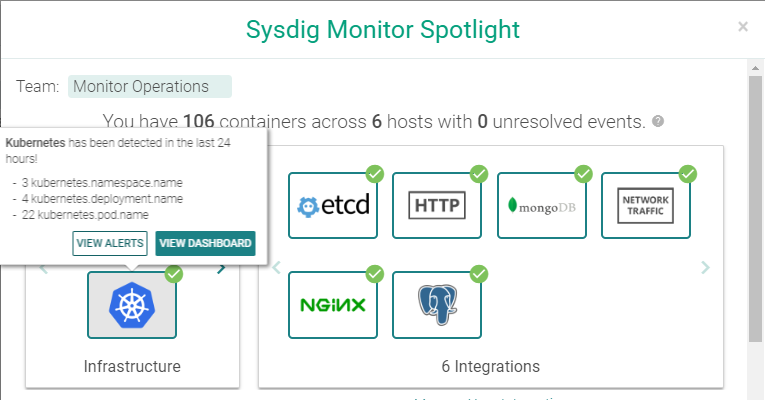 Sysdig Monitor Spotlight
×
Team: Monitor Operations
You have 106 containers across 6 hosts with 0 unresolved events. ?
Kubernetes has been detected in the last 24
hours!
- 3 kubernetes.namespace.name
- 4 kubernetes.deployment.name
- 22 kubernetes.pod.name
VIEW ALERTS VIEW DASHBOARD
etcd
HTTP
mongoDB
NETWORK
TRAFFIC
NGINX
Infrastructure
6 Integrations